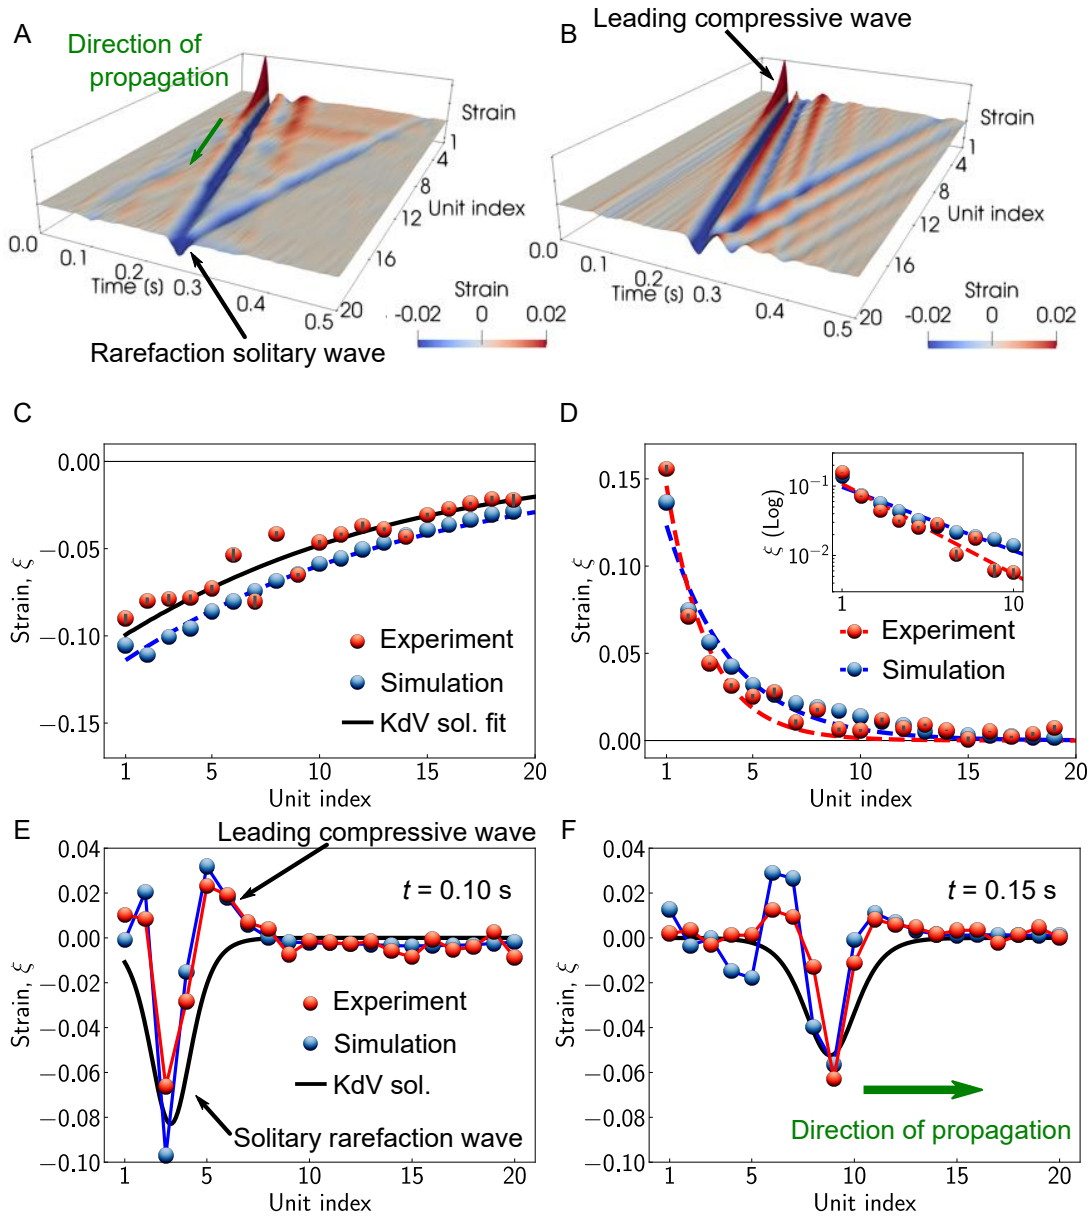 A
Direction of
propagation
Strain
1
4
8
Unit index
12
16
20
0.0
0.1
0.2
Time (s)
0.3
0.4
0.5
Strain
-0.02 0 0.02
Rarefaction solitary wave
Leading compressive wave
B
Strain
1
4
8
Unit index
12
16
20
0.0
0.1
0.2
Time (s)
0.3
0.4
0.5
Strain
-0.02 0 0.02
C
0.00
−0.05
−0.10
−0.15
Strain, ξ
Experiment
Simulation
KdV sol. fit
1 5 10 15 20
Unit index
D
0.15
0.10
0.05
0.00
Strain, ξ
10⁻¹
10⁻²
ξ (Log)
1 10
Experiment
Simulation
1 5 10 15 20
Unit index
E
Leading compressive wave
0.04
0.02
0.00
−0.02
−0.04
−0.06
−0.08
−0.10
Strain, ξ
t = 0.10 s
Experiment
Simulation
KdV sol.
Solitary rarefaction wave
1 5 10 15 20
Unit index
F
0.04
0.02
0.00
−0.02
−0.04
−0.06
−0.08
−0.10
Strain, ξ
t = 0.15 s
Direction of propagation
1 5 10 15 20
Unit index